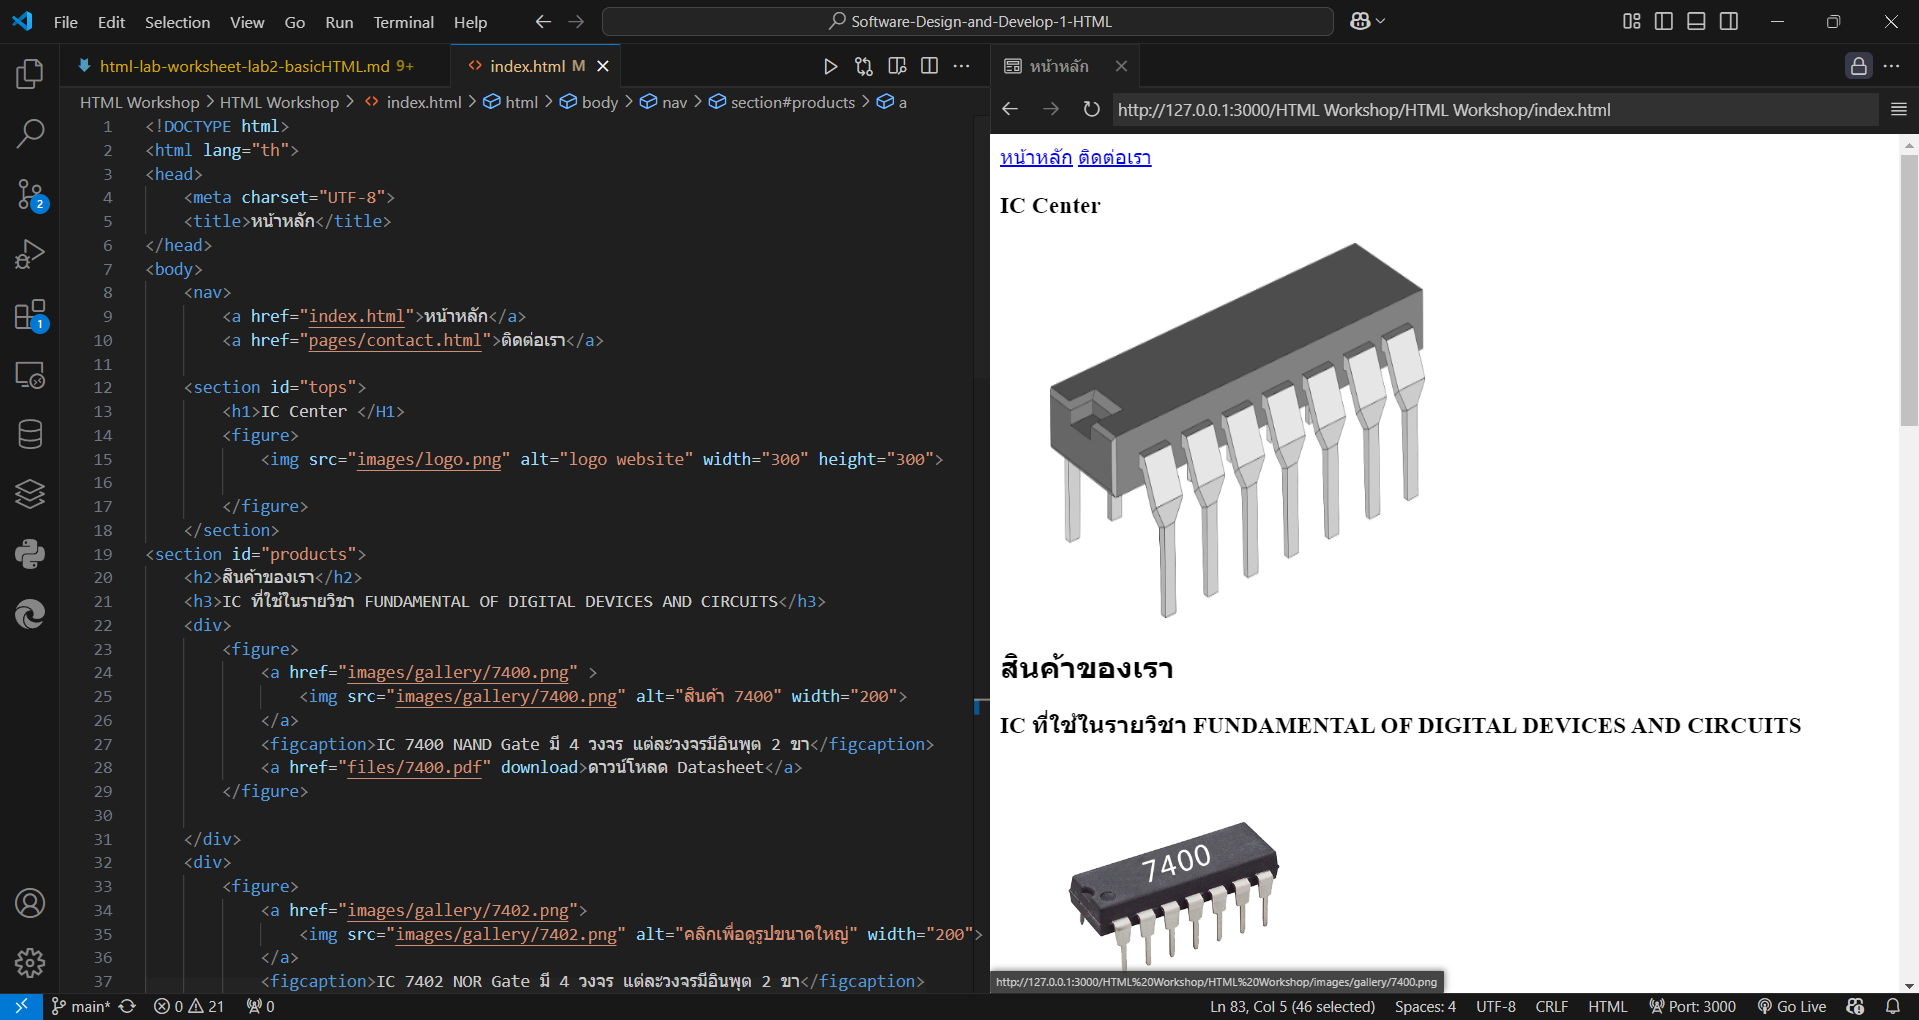 File Edit Selection View Go Run Terminal Help
Software-Design-and-Develop-1-HTML
html-lab-worksheet-lab2-basicHTML.md 9+
index.html M
HTML Workshop > HTML Workshop > index.html > html > body > nav > section#products > a
1 <!DOCTYPE html>
2 <html lang="th">
3 <head>
4 <meta charset="UTF-8">
5 <title>หน้าหลัก</title>
6 </head>
7 <body>
8 <nav>
9 <a href="index.html">หน้าหลัก</a>
10 <a href="pages/contact.html">ติดต่อเรา</a>
11
12 <section id="tops">
13 <h1>IC Center </H1>
14 <figure>
15 <img src="images/logo.png" alt="logo website" width="300" height="300">
16
17 </figure>
18 </section>
19 <section id="products">
20 <h2>สินค้าของเรา</h2>
21 <h3>IC ที่ใช้ในรายวิชา FUNDAMENTAL OF DIGITAL DEVICES AND CIRCUITS</h3>
22 <div>
23 <figure>
24 <a href="images/gallery/7400.png" >
25 <img src="images/gallery/7400.png" alt="สินค้า 7400" width="200">
26 </a>
27 <figcaption>IC 7400 NAND Gate มี 4 วงจร แต่ละวงจรมีอินพุต 2 ขา</figcaption>
28 <a href="files/7400.pdf" download>ดาวน์โหลด Datasheet</a>
29 </figure>
30
31 </div>
32 <div>
33 <figure>
34 <a href="images/gallery/7402.png">
35 <img src="images/gallery/7402.png" alt="คลิกเพื่อดูรูปขนาดใหญ่" width="200">
36 </a>
37 <figcaption>IC 7402 NOR Gate มี 4 วงจร แต่ละวงจรมีอินพุต 2 ขา</figcaption>
หน้าหลัก
http://127.0.0.1:3000/HTML Workshop/HTML Workshop/index.html
หน้าหลัก ติดต่อเรา
IC Center
สินค้าของเรา
IC ที่ใช้ในรายวิชา FUNDAMENTAL OF DIGITAL DEVICES AND CIRCUITS
7400
http://127.0.0.1:3000/HTML%20Workshop/HTML%20Workshop/images/gallery/7400.png
2
1
main* 0 21 0
Ln 83, Col 5 (46 selected) Spaces: 4 UTF-8 CRLF HTML Port: 3000 Go Live